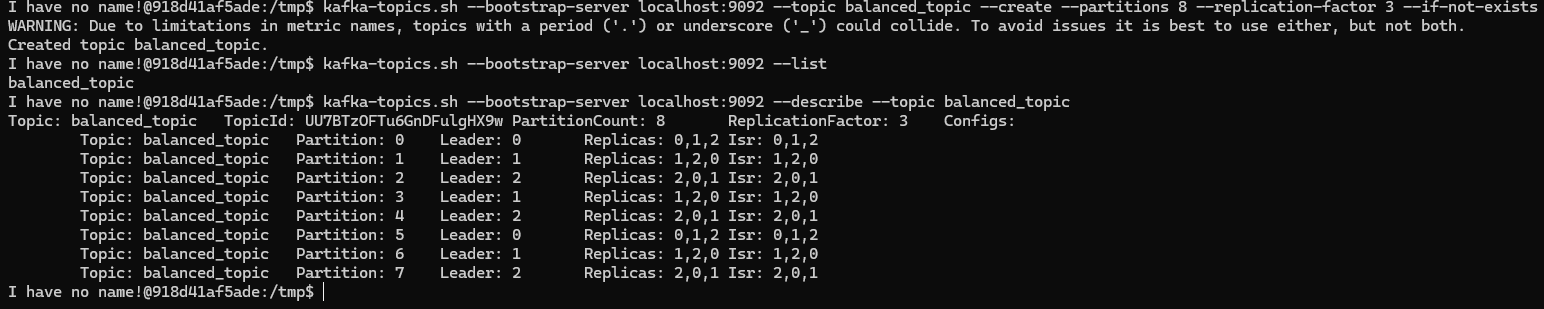 I have no name!@918d41af5ade:/tmp$ kafka-topics.sh --bootstrap-server localhost:9092 --topic balanced_topic --create --partitions 8 --replication-factor 3 --if-not-exists
WARNING: Due to limitations in metric names, topics with a period ('.') or underscore ('_') could collide. To avoid issues it is best to use either, but not both.
Created topic balanced_topic.
I have no name!@918d41af5ade:/tmp$ kafka-topics.sh --bootstrap-server localhost:9092 --list
balanced_topic
I have no name!@918d41af5ade:/tmp$ kafka-topics.sh --bootstrap-server localhost:9092 --describe --topic balanced_topic
Topic: balanced_topic   TopicId: UU7BTzOFTu6GnDFulgHX9w PartitionCount: 8       ReplicationFactor: 3    Configs:
        Topic: balanced_topic   Partition: 0    Leader: 0       Replicas: 0,1,2 Isr: 0,1,2
        Topic: balanced_topic   Partition: 1    Leader: 1       Replicas: 1,2,0 Isr: 1,2,0
        Topic: balanced_topic   Partition: 2    Leader: 2       Replicas: 2,0,1 Isr: 2,0,1
        Topic: balanced_topic   Partition: 3    Leader: 1       Replicas: 1,2,0 Isr: 1,2,0
        Topic: balanced_topic   Partition: 4    Leader: 2       Replicas: 2,0,1 Isr: 2,0,1
        Topic: balanced_topic   Partition: 5    Leader: 0       Replicas: 0,1,2 Isr: 0,1,2
        Topic: balanced_topic   Partition: 6    Leader: 1       Replicas: 1,2,0 Isr: 1,2,0
        Topic: balanced_topic   Partition: 7    Leader: 2       Replicas: 2,0,1 Isr: 2,0,1
I have no name!@918d41af5ade:/tmp$